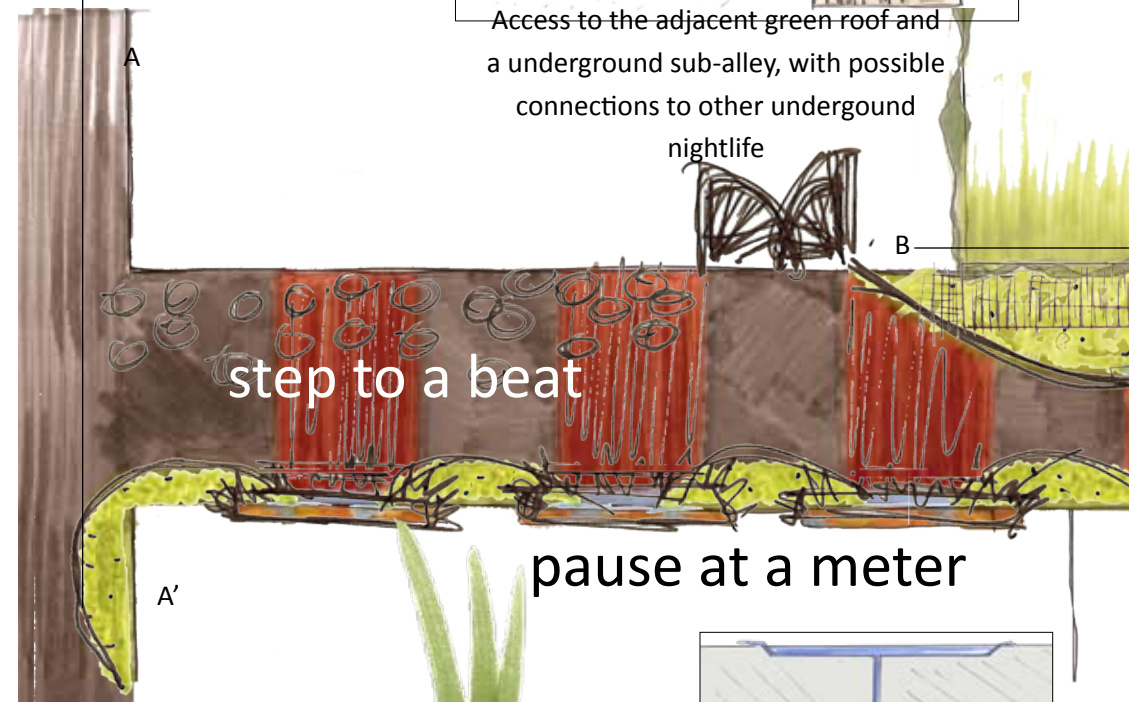 Access to the adjacent green roof and
a underground sub-alley, with possible
connections to other undergound
nightlife
A
B
step to a beat
pause at a meter
A’